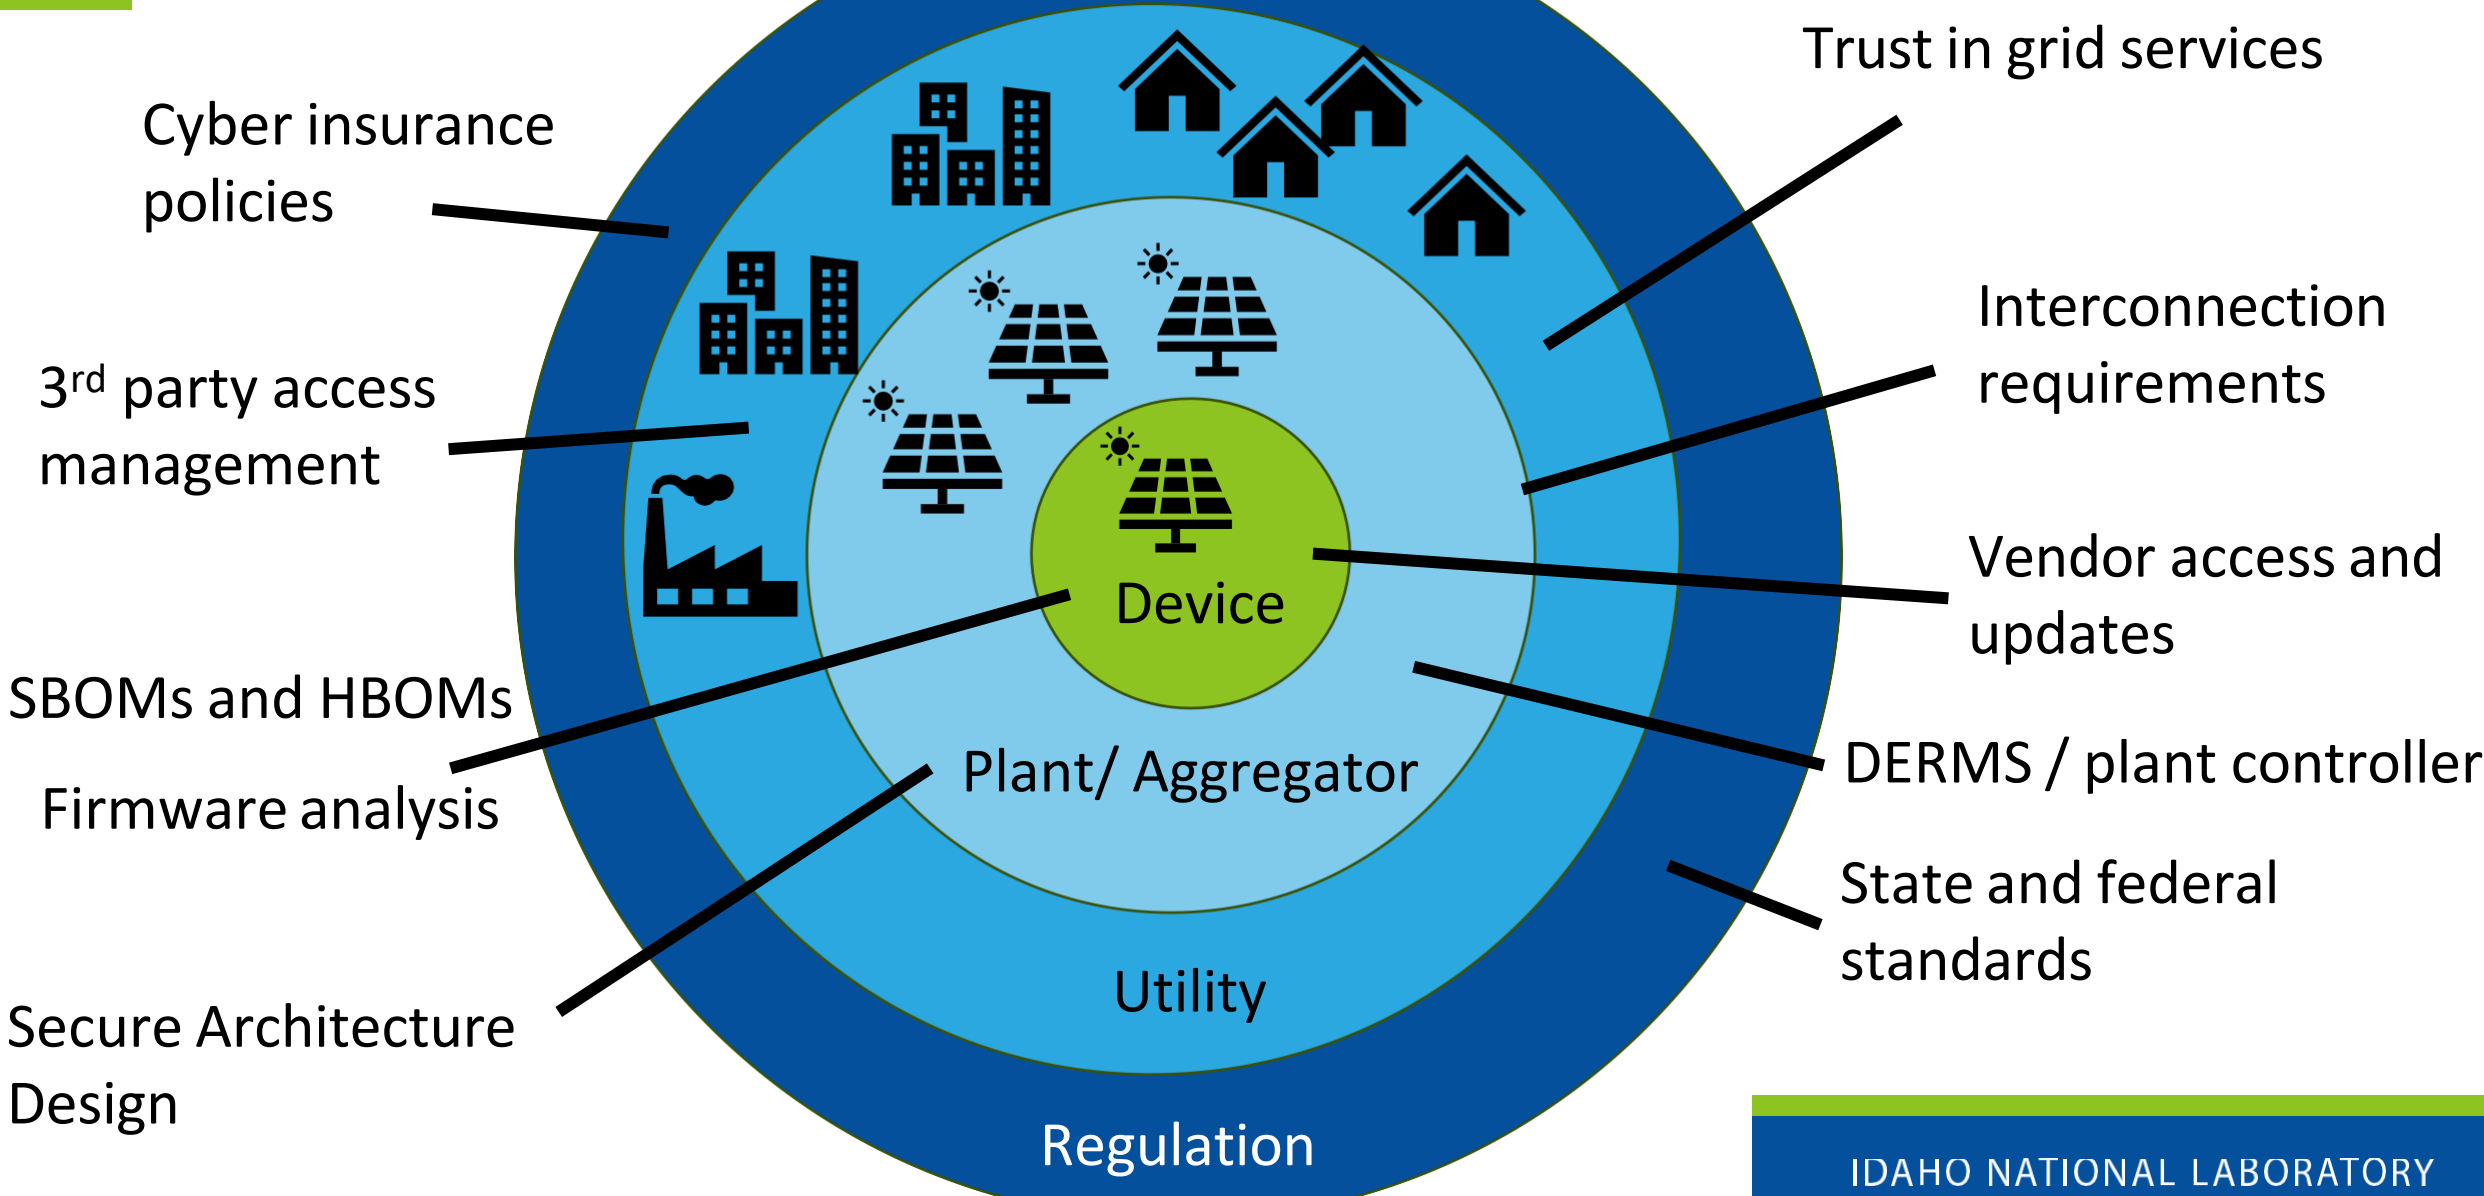 Trust in grid services
Cyber insurance
policies
Interconnection
requirements
3rd party access
management
Vendor access and
updates
Device
SBOMs and HBOMs
Firmware analysis
Plant/ Aggregator
DERMS / plant controller
State and federal
standards
Utility
Secure Architecture
Design
Regulation
IDAHO NATIONAL LABORATORY